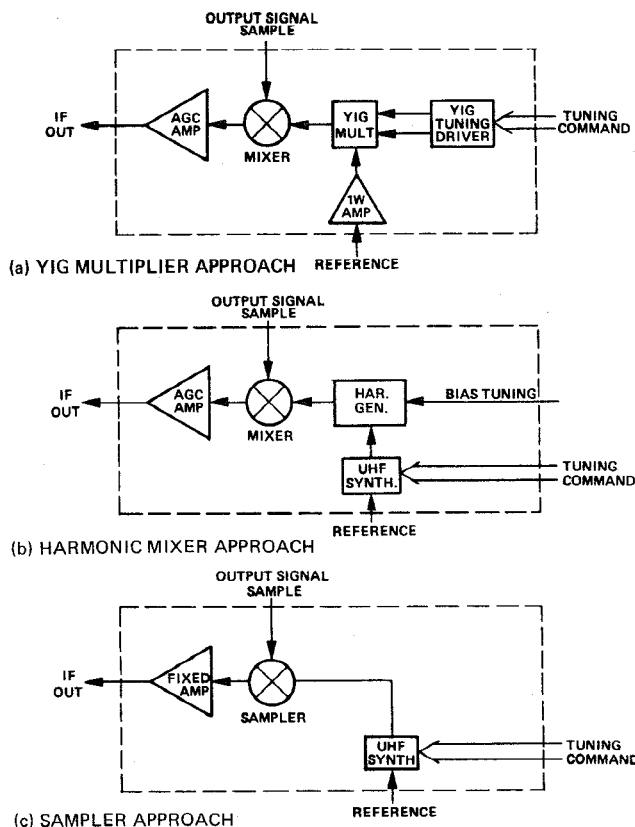 OUTPUT SIGNAL
SAMPLE
IF
OUT
AGC
AMP
MIXER
YIG
MULT
YIG
TUNING
DRIVER
TUNING
COMMAND
1W
AMP
REFERENCE
(a) YIG MULTIPLIER APPROACH
OUTPUT SIGNAL
SAMPLE
IF
OUT
AGC
AMP
MIXER
HAR.
GEN.
BIAS TUNING
UHF
SYNTH.
TUNING
COMMAND
REFERENCE
(b) HARMONIC MIXER APPROACH
OUTPUT SIGNAL
SAMPLE
IF
OUT
FIXED
AMP
SAMPLER
UHF
SYNTH
TUNING
COMMAND
REFERENCE
(c) SAMPLER APPROACH